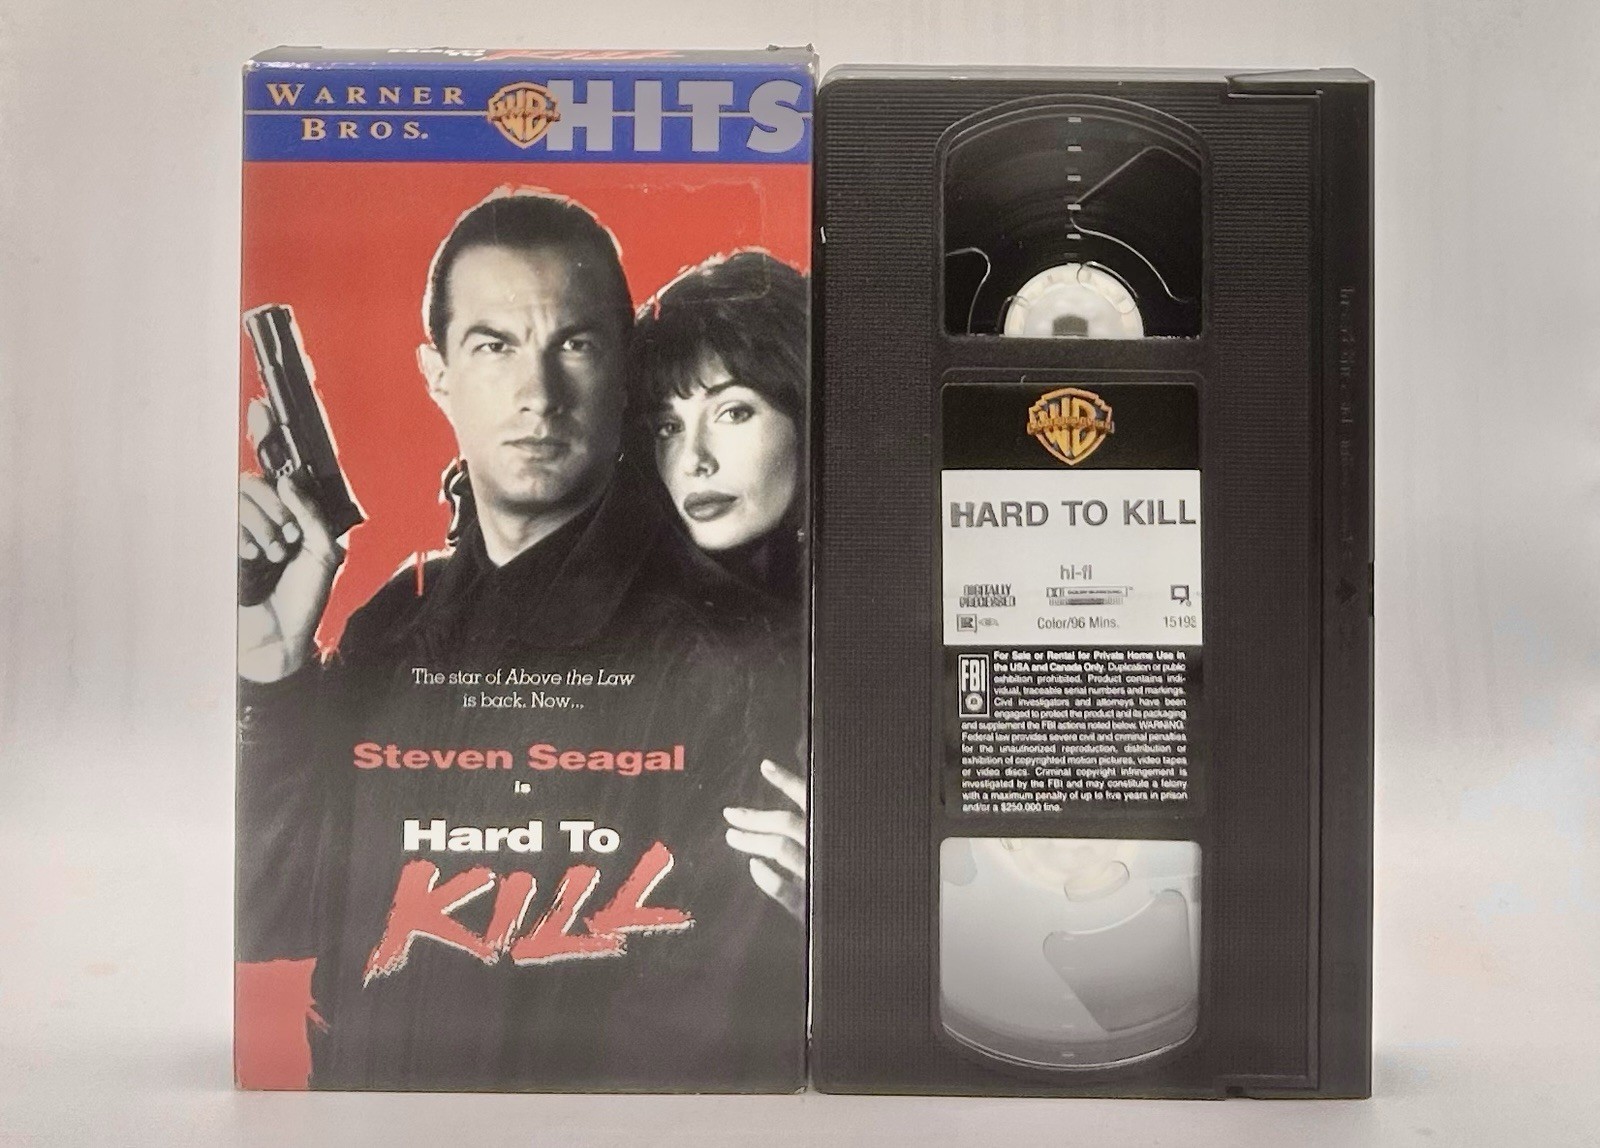 WARNER
BROS.
HITS
The star of Above the Law
is back. Now...
Steven Seagal
is
Hard To
KILL
HARD TO KILL
hi-fi
DIGITALLY
PROCESSED
R
Color/96 Mins.
15193
FBI
For Sale or Rental for Private Home Use in
the USA and Canada Only. Duplication or public
exhibition prohibited. Product contains indi-
vidual, traceable serial numbers and markings.
Civil investigators and attorneys have been
engaged to protect the product and its packaging
and supplement the FBI actions noted below. WARNING:
Federal law provides severe civil and criminal penalties
for the unauthorized reproduction, distribution or
exhibition of copyrighted motion pictures, video tapes
or video discs. Criminal copyright infringement is
investigated by the FBI and may constitute a felony
with a maximum penalty of up to five years in prison
and/or a $250,000 fine.